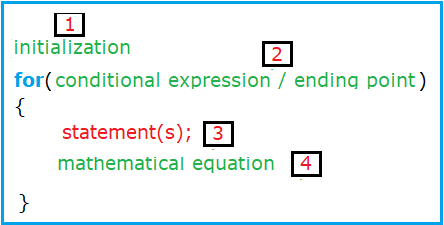 1
initialization
2
for(conditional expression / ending point)
{
statement(s); 3
mathematical equation 4
}